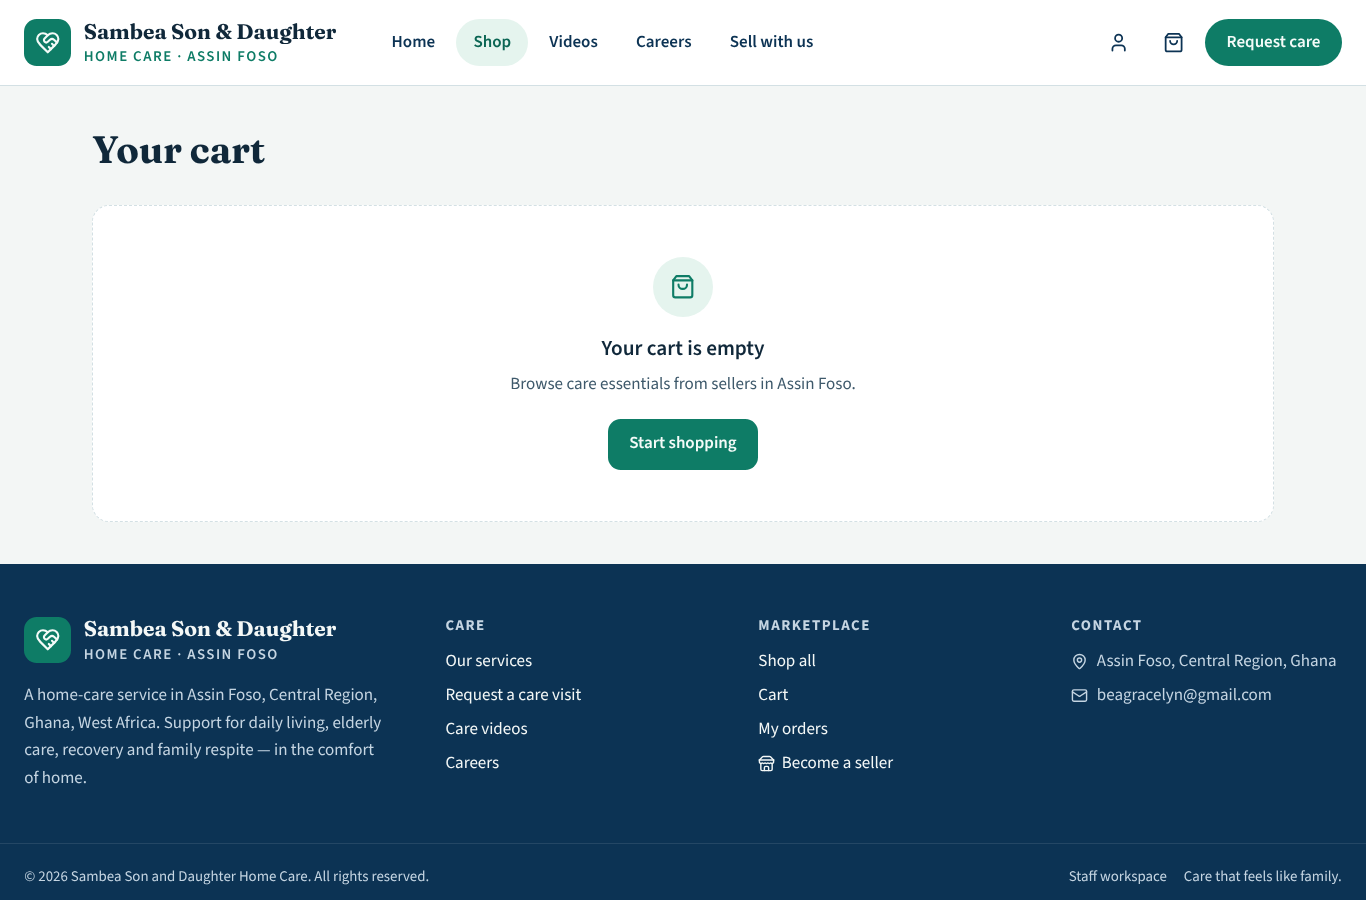 Sambea Son & Daughter
HOME CARE · ASSIN FOSO
Home
Shop
Videos
Careers
Sell with us
Request care
Your cart
Your cart is empty
Browse care essentials from sellers in Assin Foso.
Start shopping
Sambea Son & Daughter
HOME CARE · ASSIN FOSO
A home-care service in Assin Foso, Central Region,
Ghana, West Africa. Support for daily living, elderly
care, recovery and family respite — in the comfort
of home.
CARE
Our services
Request a care visit
Care videos
Careers
MARKETPLACE
Shop all
Cart
My orders
Become a seller
CONTACT
Assin Foso, Central Region, Ghana
beagracelyn@gmail.com
© 2026 Sambea Son and Daughter Home Care. All rights reserved.
Staff workspace
Care that feels like family.